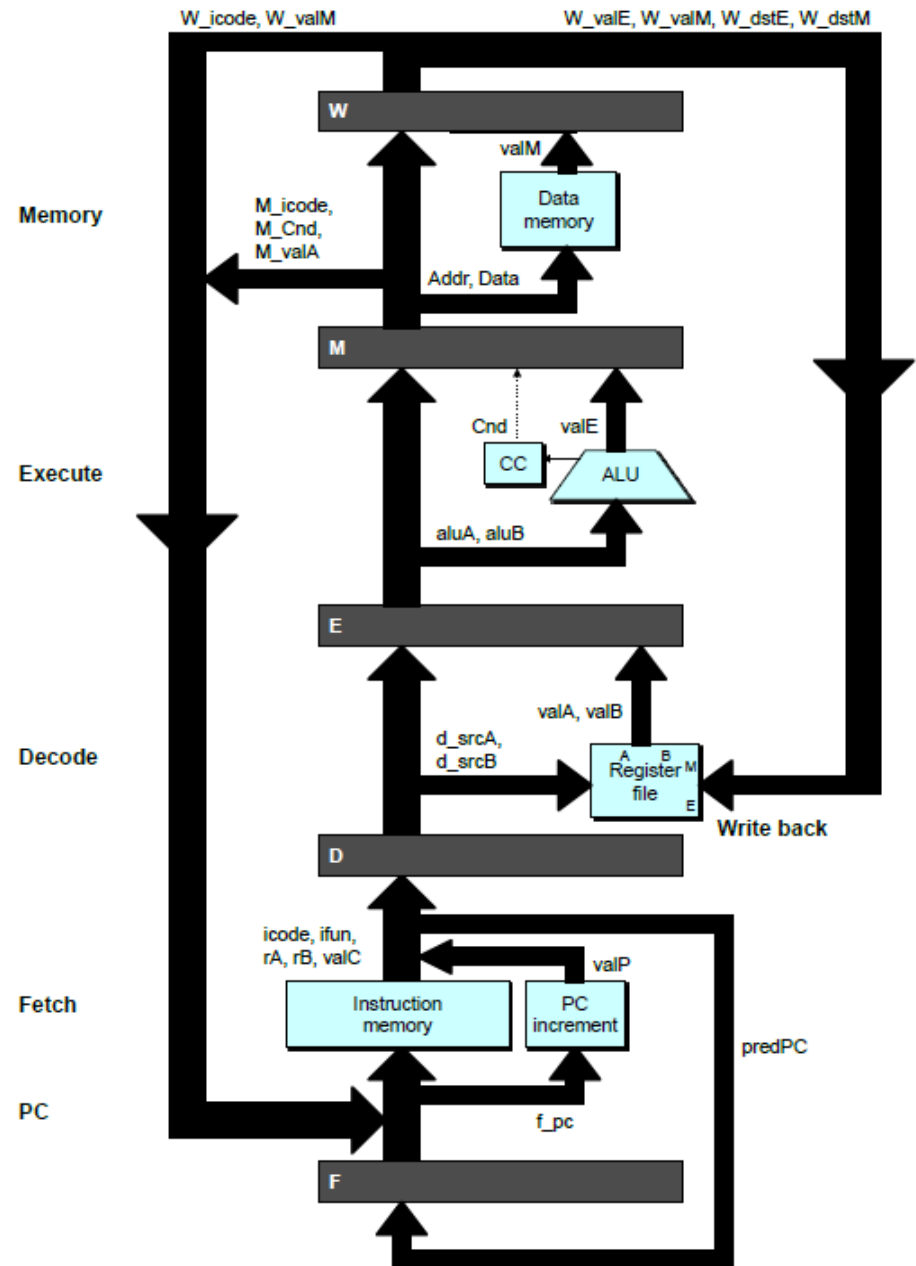 W_icode, W_valM
W_valE, W_valM, W_dstE, W_dstM
W
valM
Data
memory
Memory
M_icode,
M_Cnd,
M_valA
Addr, Data
M
Cnd
valE
CC
ALU
Execute
aluA, aluB
E
valA, valB
d_srcA,
d_srcB
Decode
A B
Register M
file
E
Write back
D
icode, ifun,
rA, rB, valC
valP
Fetch
Instruction
memory
PC
increment
predPC
PC
f_pc
F